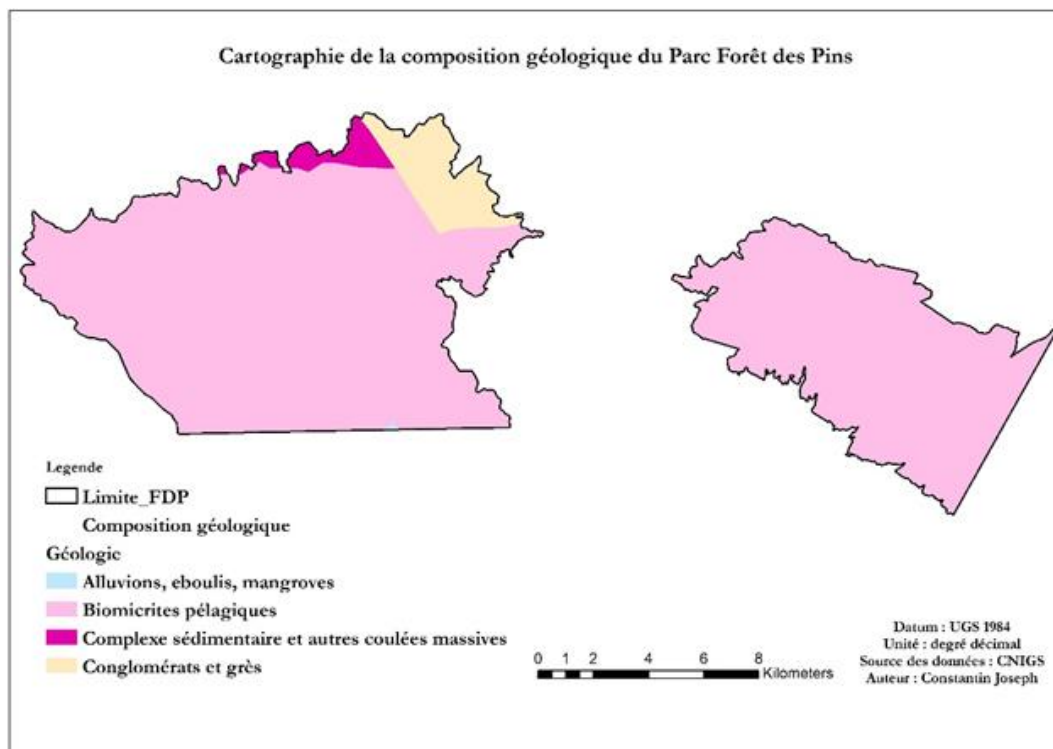 Cartographie de la composition géologique du Parc Forêt des Pins
Legende
Limite_FDP
Composition géologique
Géologic
Alluvions, eboulis, mangroves
Biomicrites pélagiques
Complexe sédimentaire et autres coulées massives
Conglomérats et grès
0 1 2 4 6 8
Kilometers
Datum : UGS 1984
Unité : degré décimal
Source des données : CNIGS
Auteur : Constantin Joseph